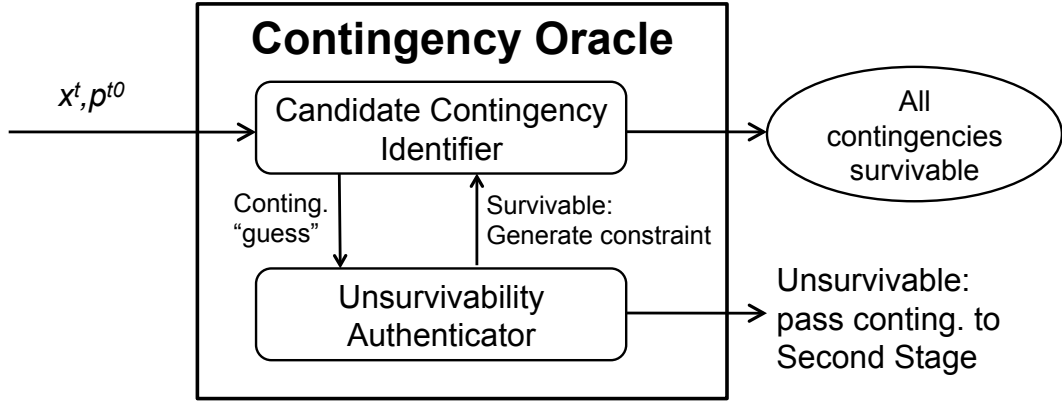 Contingency Oracle
x^t,p^t0
Candidate Contingency
Identifier
All
contingencies
survivable
Conting.
“guess”
Survivable:
Generate constraint
Unsurvivability
Authenticator
Unsurvivable:
pass conting. to
Second Stage